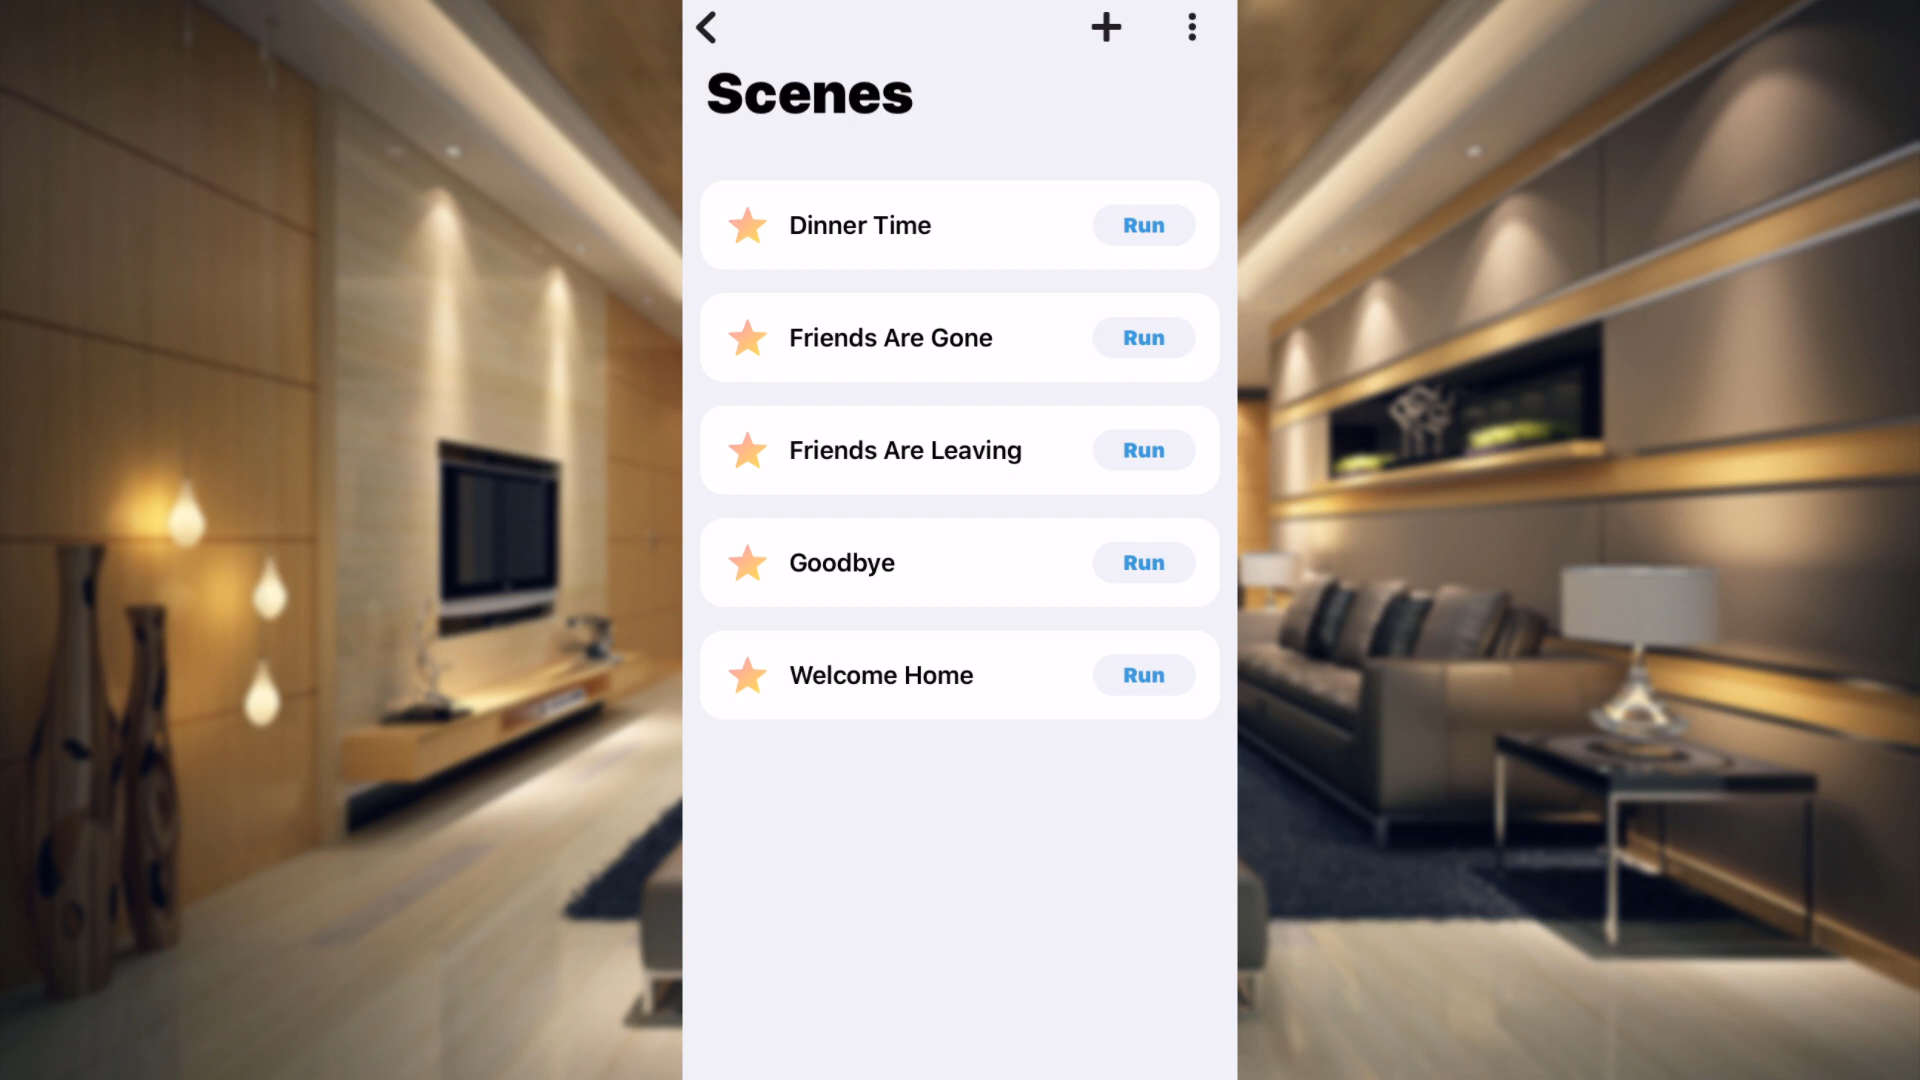 Scenes
Dinner Time Run
Friends Are Gone Run
Friends Are Leaving Run
Goodbye Run
Welcome Home Run